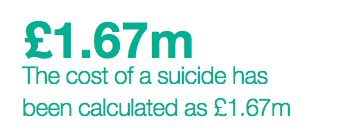 £1.67m
The cost of a suicide has
been calculated as £1.67m